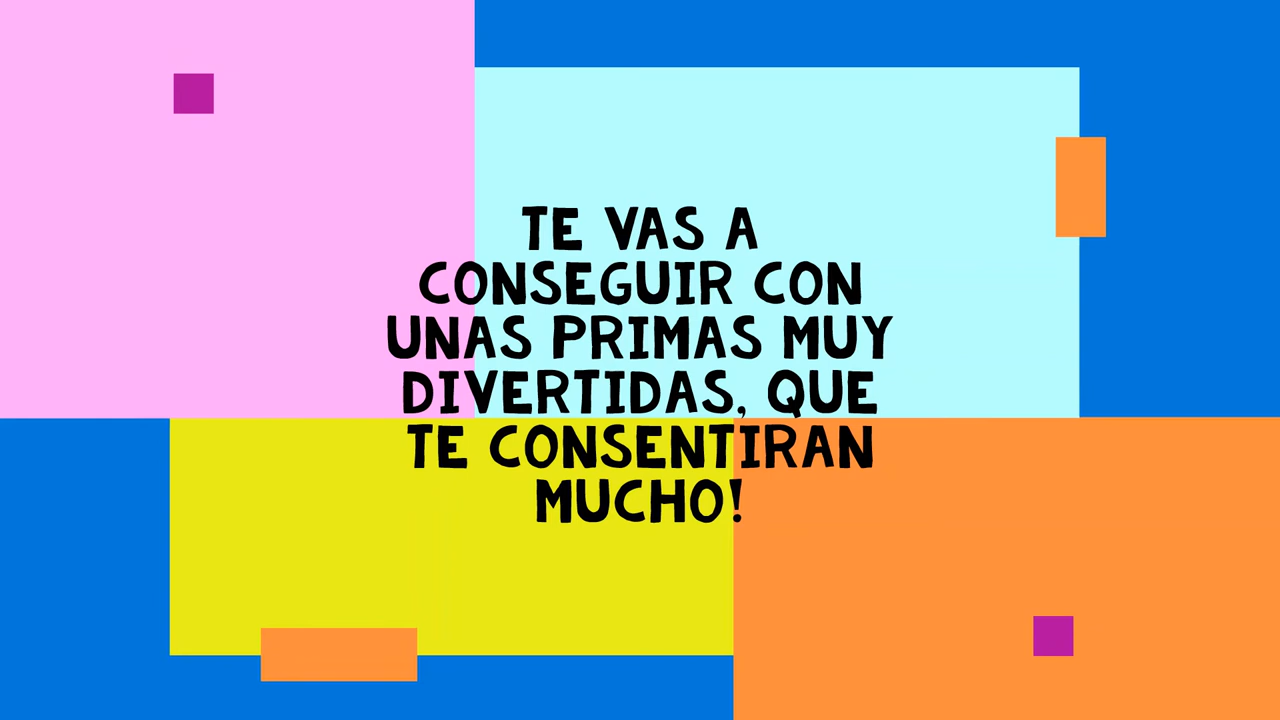 TE VAS A
CONSEGUIR CON
UNAS PRIMAS MUY
DIVERTIDAS, QUE
TE CONSENTIRAN
MUCHO!